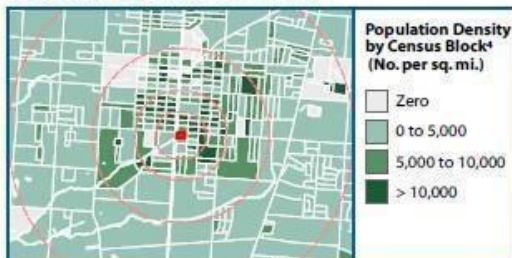 Population Density
by Census Block⁴
(No. per sq. mi.)
Zero
0 to 5,000
5,000 to 10,000
> 10,000